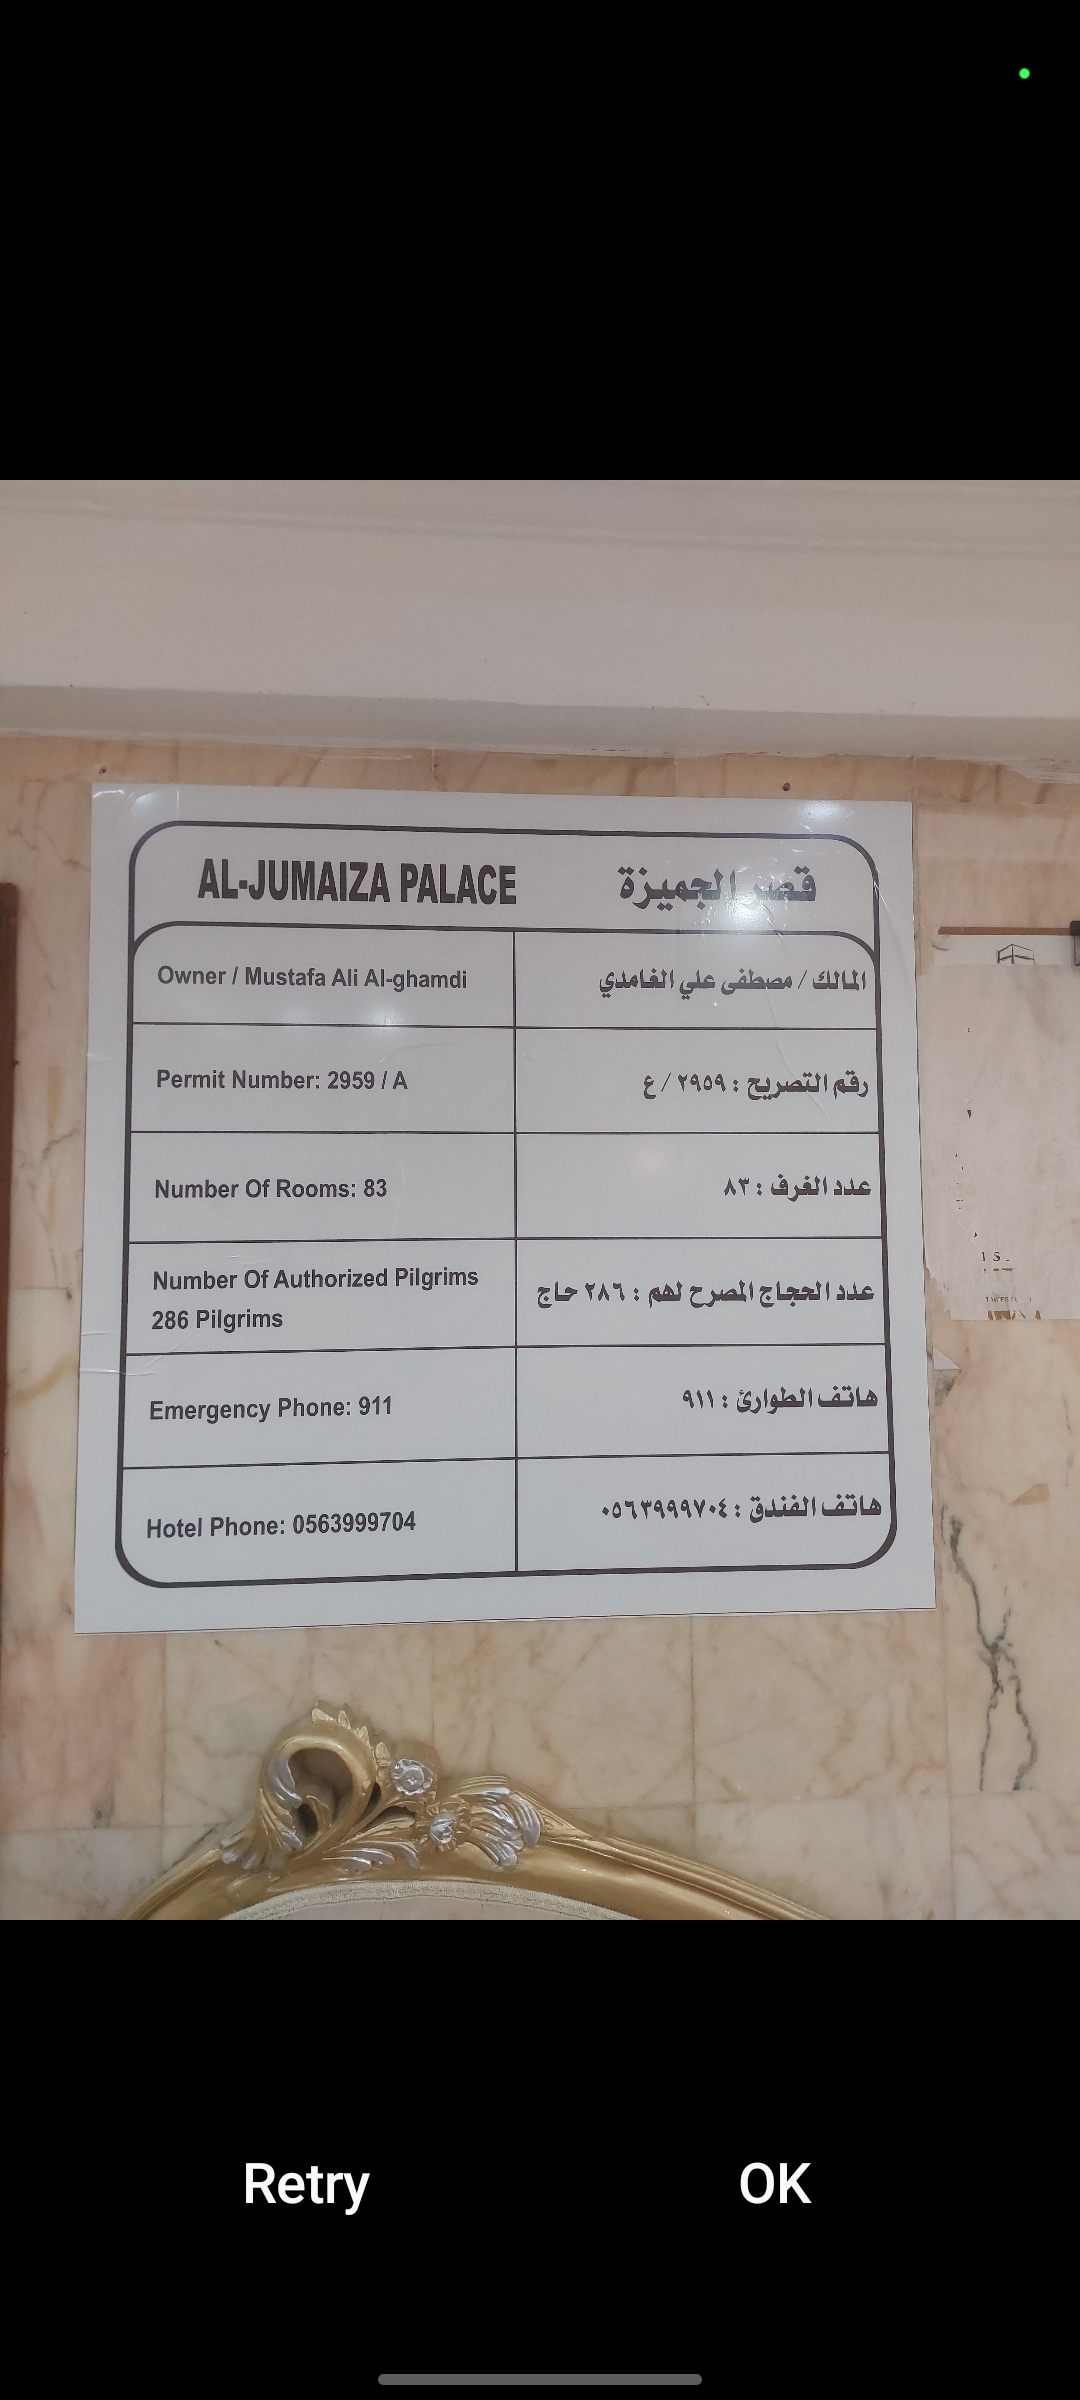 AL-JUMAIZA PALACE
قصر الجميزة
Owner / Mustafa Ali Al-ghamdi
المالك / مصطفى علي الغامدي
Permit Number: 2959 / A
رقم التصريح : ٢٩٥٩ / ع
Number Of Rooms: 83
عدد الغرف : ٨٣
Number Of Authorized Pilgrims
286 Pilgrims
عدد الحجاج المصرح لهم : ٢٨٦ حاج
Emergency Phone: 911
هاتف الطوارئ : ٩١١
Hotel Phone: 0563999704
هاتف الفندق : ٠٥٦٣٩٩٩٧٠٤
Retry
OK